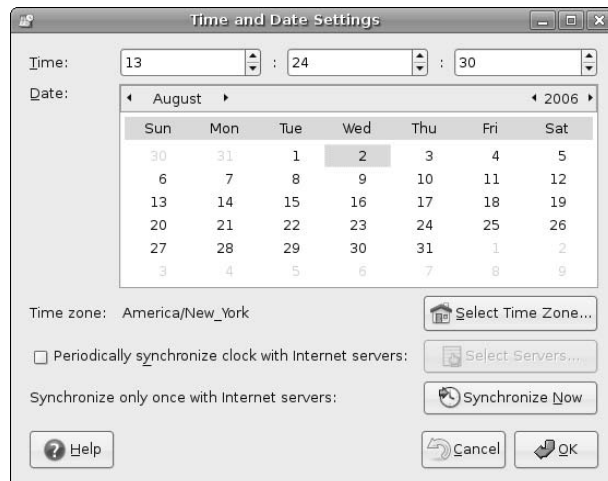 Time and Date Settings
Time: 13 : 24 : 30
Date: August 2006
Sun Mon Tue Wed Thu Fri Sat
30 31 1 2 3 4 5
6 7 8 9 10 11 12
13 14 15 16 17 18 19
20 21 22 23 24 25 26
27 28 29 30 31 1 2
3 4 5 6 7 8 9
Time zone: America/New_York Select Time Zone...
Periodically synchronize clock with Internet servers: Select Servers...
Synchronize only once with Internet servers: Synchronize Now
Help Cancel OK